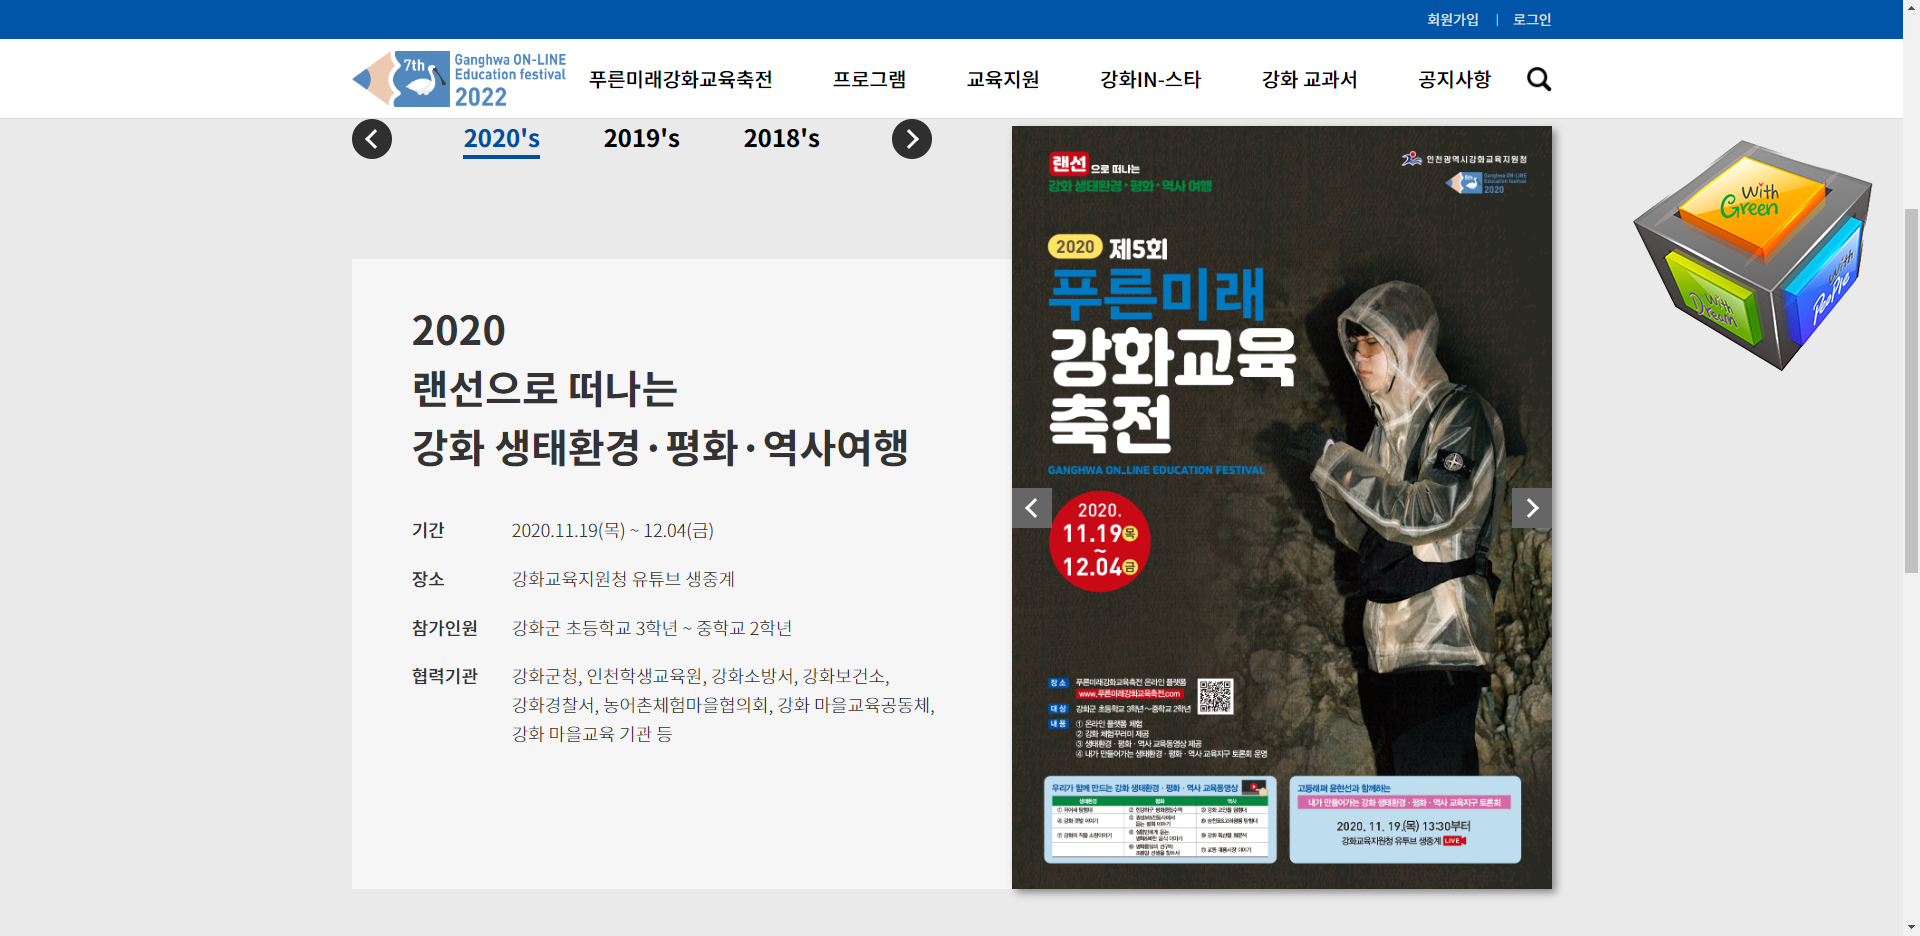 회원가입
로그인
7th
Ganghwa ON-LINE
Education festival
2022
푸른미래강화교육축전
프로그램
교육지원
강화IN-스타
강화 교과서
공지사항
2020's
2019's
2018's
2020
랜선으로 떠나는
강화 생태환경·평화·역사여행
기간
2020.11.19(목) ~ 12.04(금)
장소
강화교육지원청 유튜브 생중계
참가인원
강화군 초등학교 3학년 ~ 중학교 2학년
협력기관
강화군청, 인천학생교육원, 강화소방서, 강화보건소,
강화경찰서, 농어촌체험마을협의회, 강화 마을교육공동체,
강화 마을교육 기관 등
랜선으로 떠나는
강화 생태환경·평화·역사 여행
인천광역시강화교육지원청
Ganghwa ON-LINE
Education festival
2020
2020 제5회
푸른미래
강화교육
축전
GANGHWA ON_LINE EDUCATION FESTIVAL
2020.
11.19목
~
12.04금
장소 푸른미래강화교육축전 온라인 플랫폼
www.푸른미래강화교육축전.com
대상 강화군 초등학교 3학년~중학교 2학년
내용 ① 온라인 플랫폼 체험
② 강화 체험꾸러미 제공
③ 생태환경·평화·역사 교육동영상 제공
④ 내가 만들어가는 생태환경·평화·역사 교육지구 토론회 운영
우리가 함께 만드는 강화 생태환경·평화·역사 교육동영상
생태환경
평화
역사
고등래퍼 윤현선과 함께하는
내가 만들어가는 강화 생태환경·평화·역사 교육지구 토론회
2020. 11. 19.(목) 13:30부터
강화교육지원청 유투브 생중계 LIVE
With
Green
With
Dream
With
PeoPle